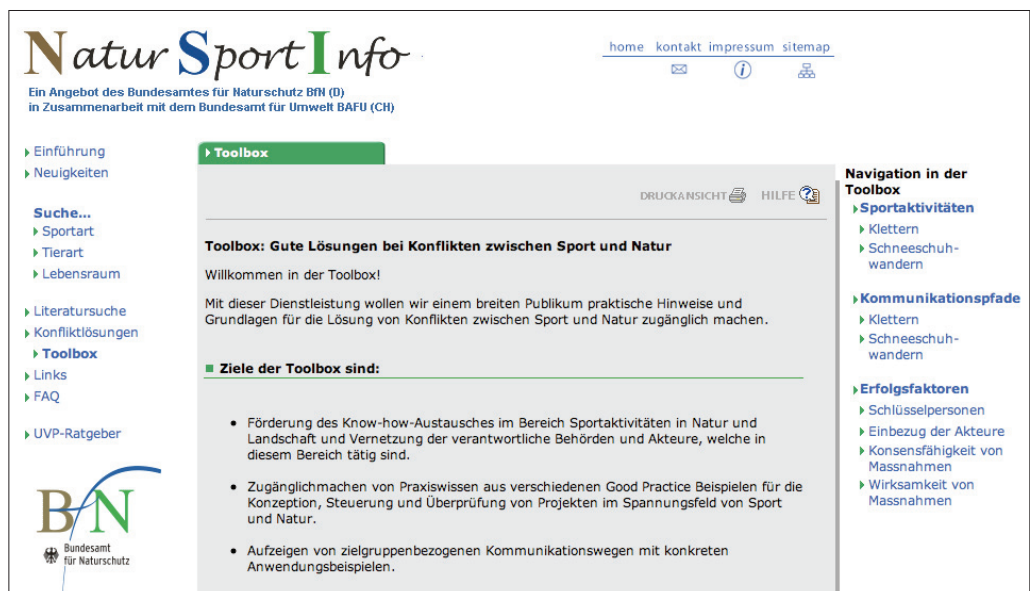 Natur Sport Info
home kontakt impressum sitemap
Ein Angebot des Bundesamtes für Naturschutz BfN (D)
in Zusammenarbeit mit dem Bundesamt für Umwelt BAFU (CH)
Einführung
Neuigkeiten
Suche...
Sportart
Tierart
Lebensraum
Literatursuche
Konfliktlösungen
Toolbox
Links
FAQ
UVP-Ratgeber
BfN
Bundesamt
für Naturschutz
Toolbox
DRUCKANSICHT HILFE
Toolbox: Gute Lösungen bei Konflikten zwischen Sport und Natur
Willkommen in der Toolbox!
Mit dieser Dienstleistung wollen wir einem breiten Publikum praktische Hinweise und
Grundlagen für die Lösung von Konflikten zwischen Sport und Natur zugänglich machen.
Ziele der Toolbox sind:
• Förderung des Know-how-Austausches im Bereich Sportaktivitäten in Natur und
Landschaft und Vernetzung der verantwortliche Behörden und Akteure, welche in
diesem Bereich tätig sind.
• Zugänglichmachen von Praxiswissen aus verschiedenen Good Practice Beispielen für die
Konzeption, Steuerung und Überprüfung von Projekten im Spannungsfeld von Sport
und Natur.
• Aufzeigen von zielgruppenbezogenen Kommunikationswegen mit konkreten
Anwendungsbeispielen.
Navigation in der
Toolbox
Sportaktivitäten
Klettern
Schneeschuh-
wandern
Kommunikationspfade
Klettern
Schneeschuh-
wandern
Erfolgsfaktoren
Schlüsselpersonen
Einbezug der Akteure
Konsensfähigkeit von
Massnahmen
Wirksamkeit von
Massnahmen